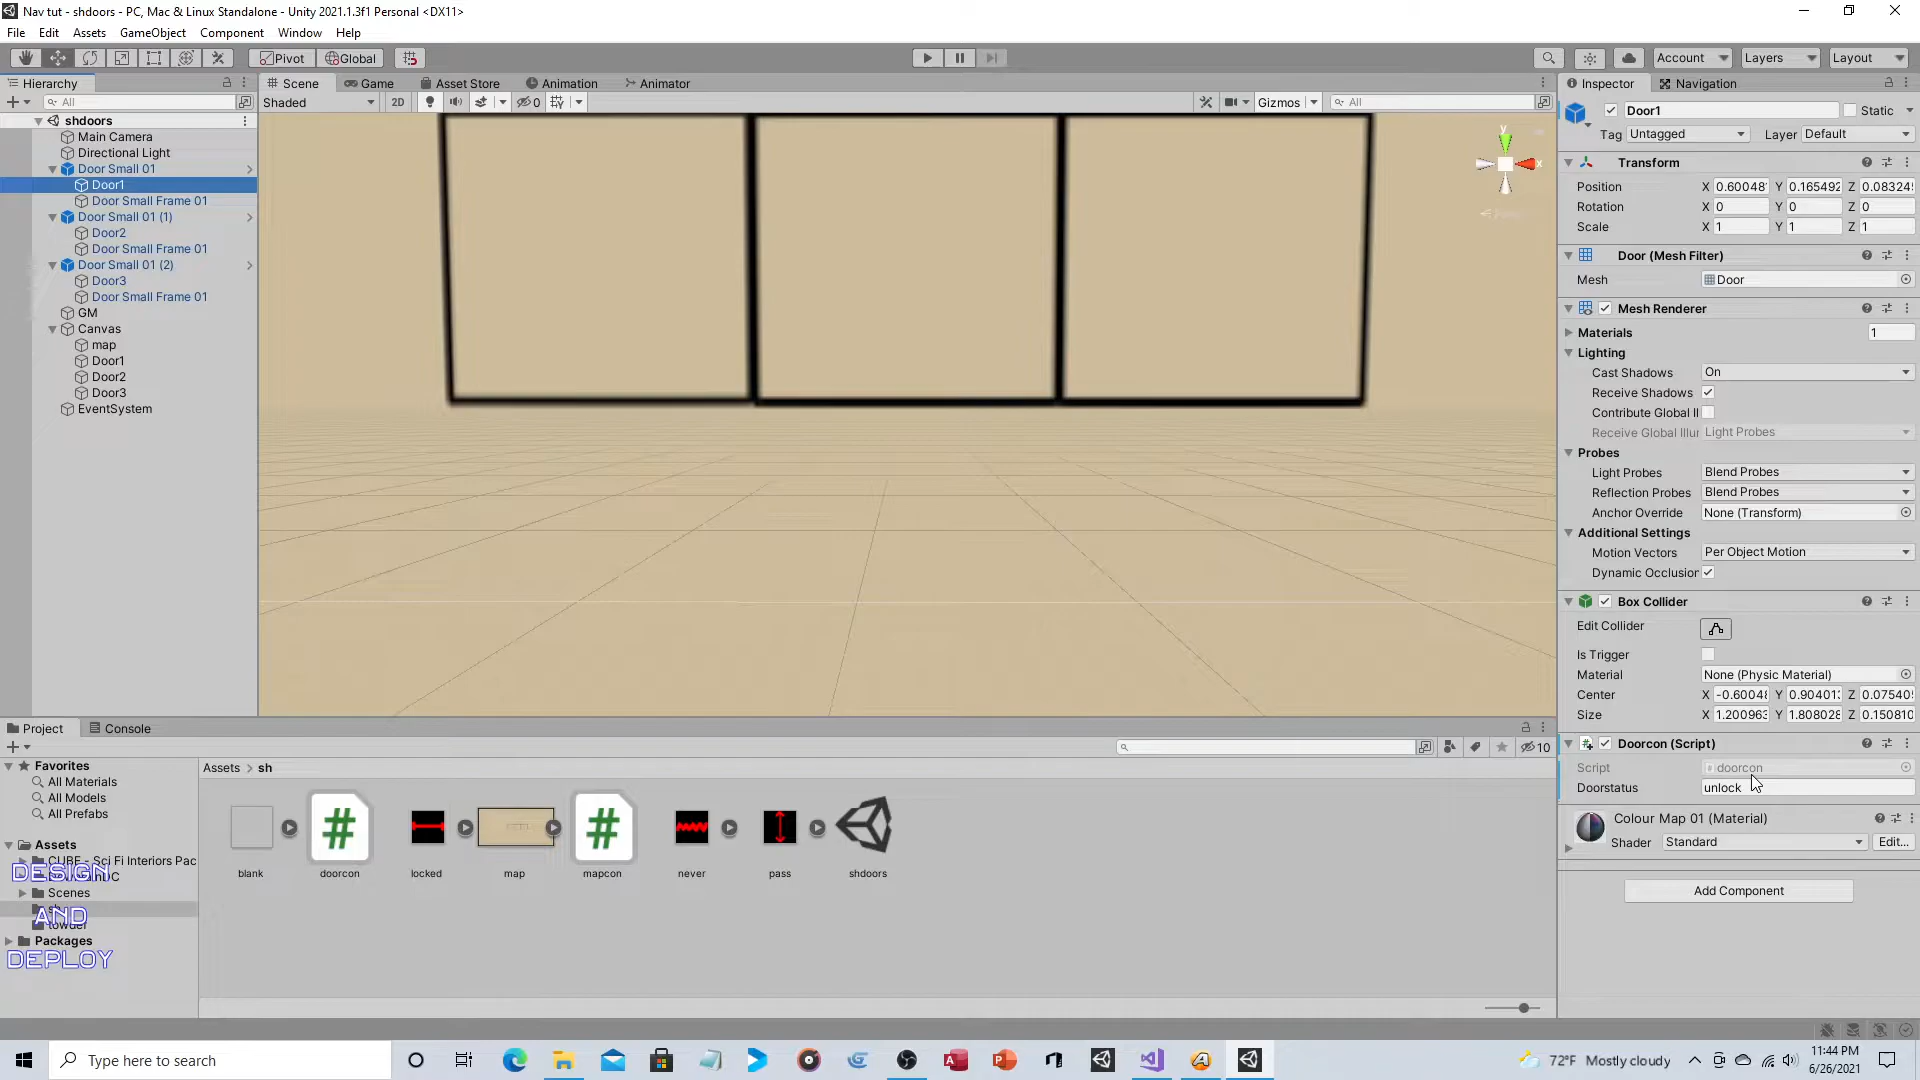 Nav tut - shdoors - PC, Mac & Linux Standalone - Unity 2021.1.3f1 Personal <DX11>
File Edit Assets GameObject Component Window Help
Pivot Global Account Layers Layout
Hierarchy
All
shdoors
Main Camera
Directional Light
Door Small 01
Door1
Door Small Frame 01
Door Small 01 (1)
Door2
Door Small Frame 01
Door Small 01 (2)
Door3
Door Small Frame 01
GM
Canvas
map
Door1
Door2
Door3
EventSystem
Scene Game Asset Store Animation Animator
Shaded 2D 0 Gizmos All
y
x
Inspector Navigation
Door1 Static
Tag Untagged Layer Default
Transform
Position X 0.60048 Y 0.165492 Z 0.08324
Rotation X 0 Y 0 Z 0
Scale X 1 Y 1 Z 1
Door (Mesh Filter)
Mesh Door
Mesh Renderer
Materials 1
Lighting
Cast Shadows On
Receive Shadows
Contribute Global Il
Receive Global Illur Light Probes
Probes
Light Probes Blend Probes
Reflection Probes Blend Probes
Anchor Override None (Transform)
Additional Settings
Motion Vectors Per Object Motion
Dynamic Occlusion
Box Collider
Edit Collider
Is Trigger
Material None (Physic Material)
Center X -0.60048 Y 0.904013 Z 0.07540
Size X 1.200963 Y 1.808028 Z 0.150810
Doorcon (Script)
Script doorcon
Doorstatus unlock
Colour Map 01 (Material)
Shader Standard Edit...
Add Component
Project Console
10
Favorites
All Materials
All Models
All Prefabs
Assets
CUBE - Sci Fi Interiors Pac
Scenes
Packages
DESIGN
AND
DEPLOY
Assets > sh
blank doorcon locked map mapcon never pass shdoors
Type here to search
72°F Mostly cloudy
11:44 PM
6/26/2021